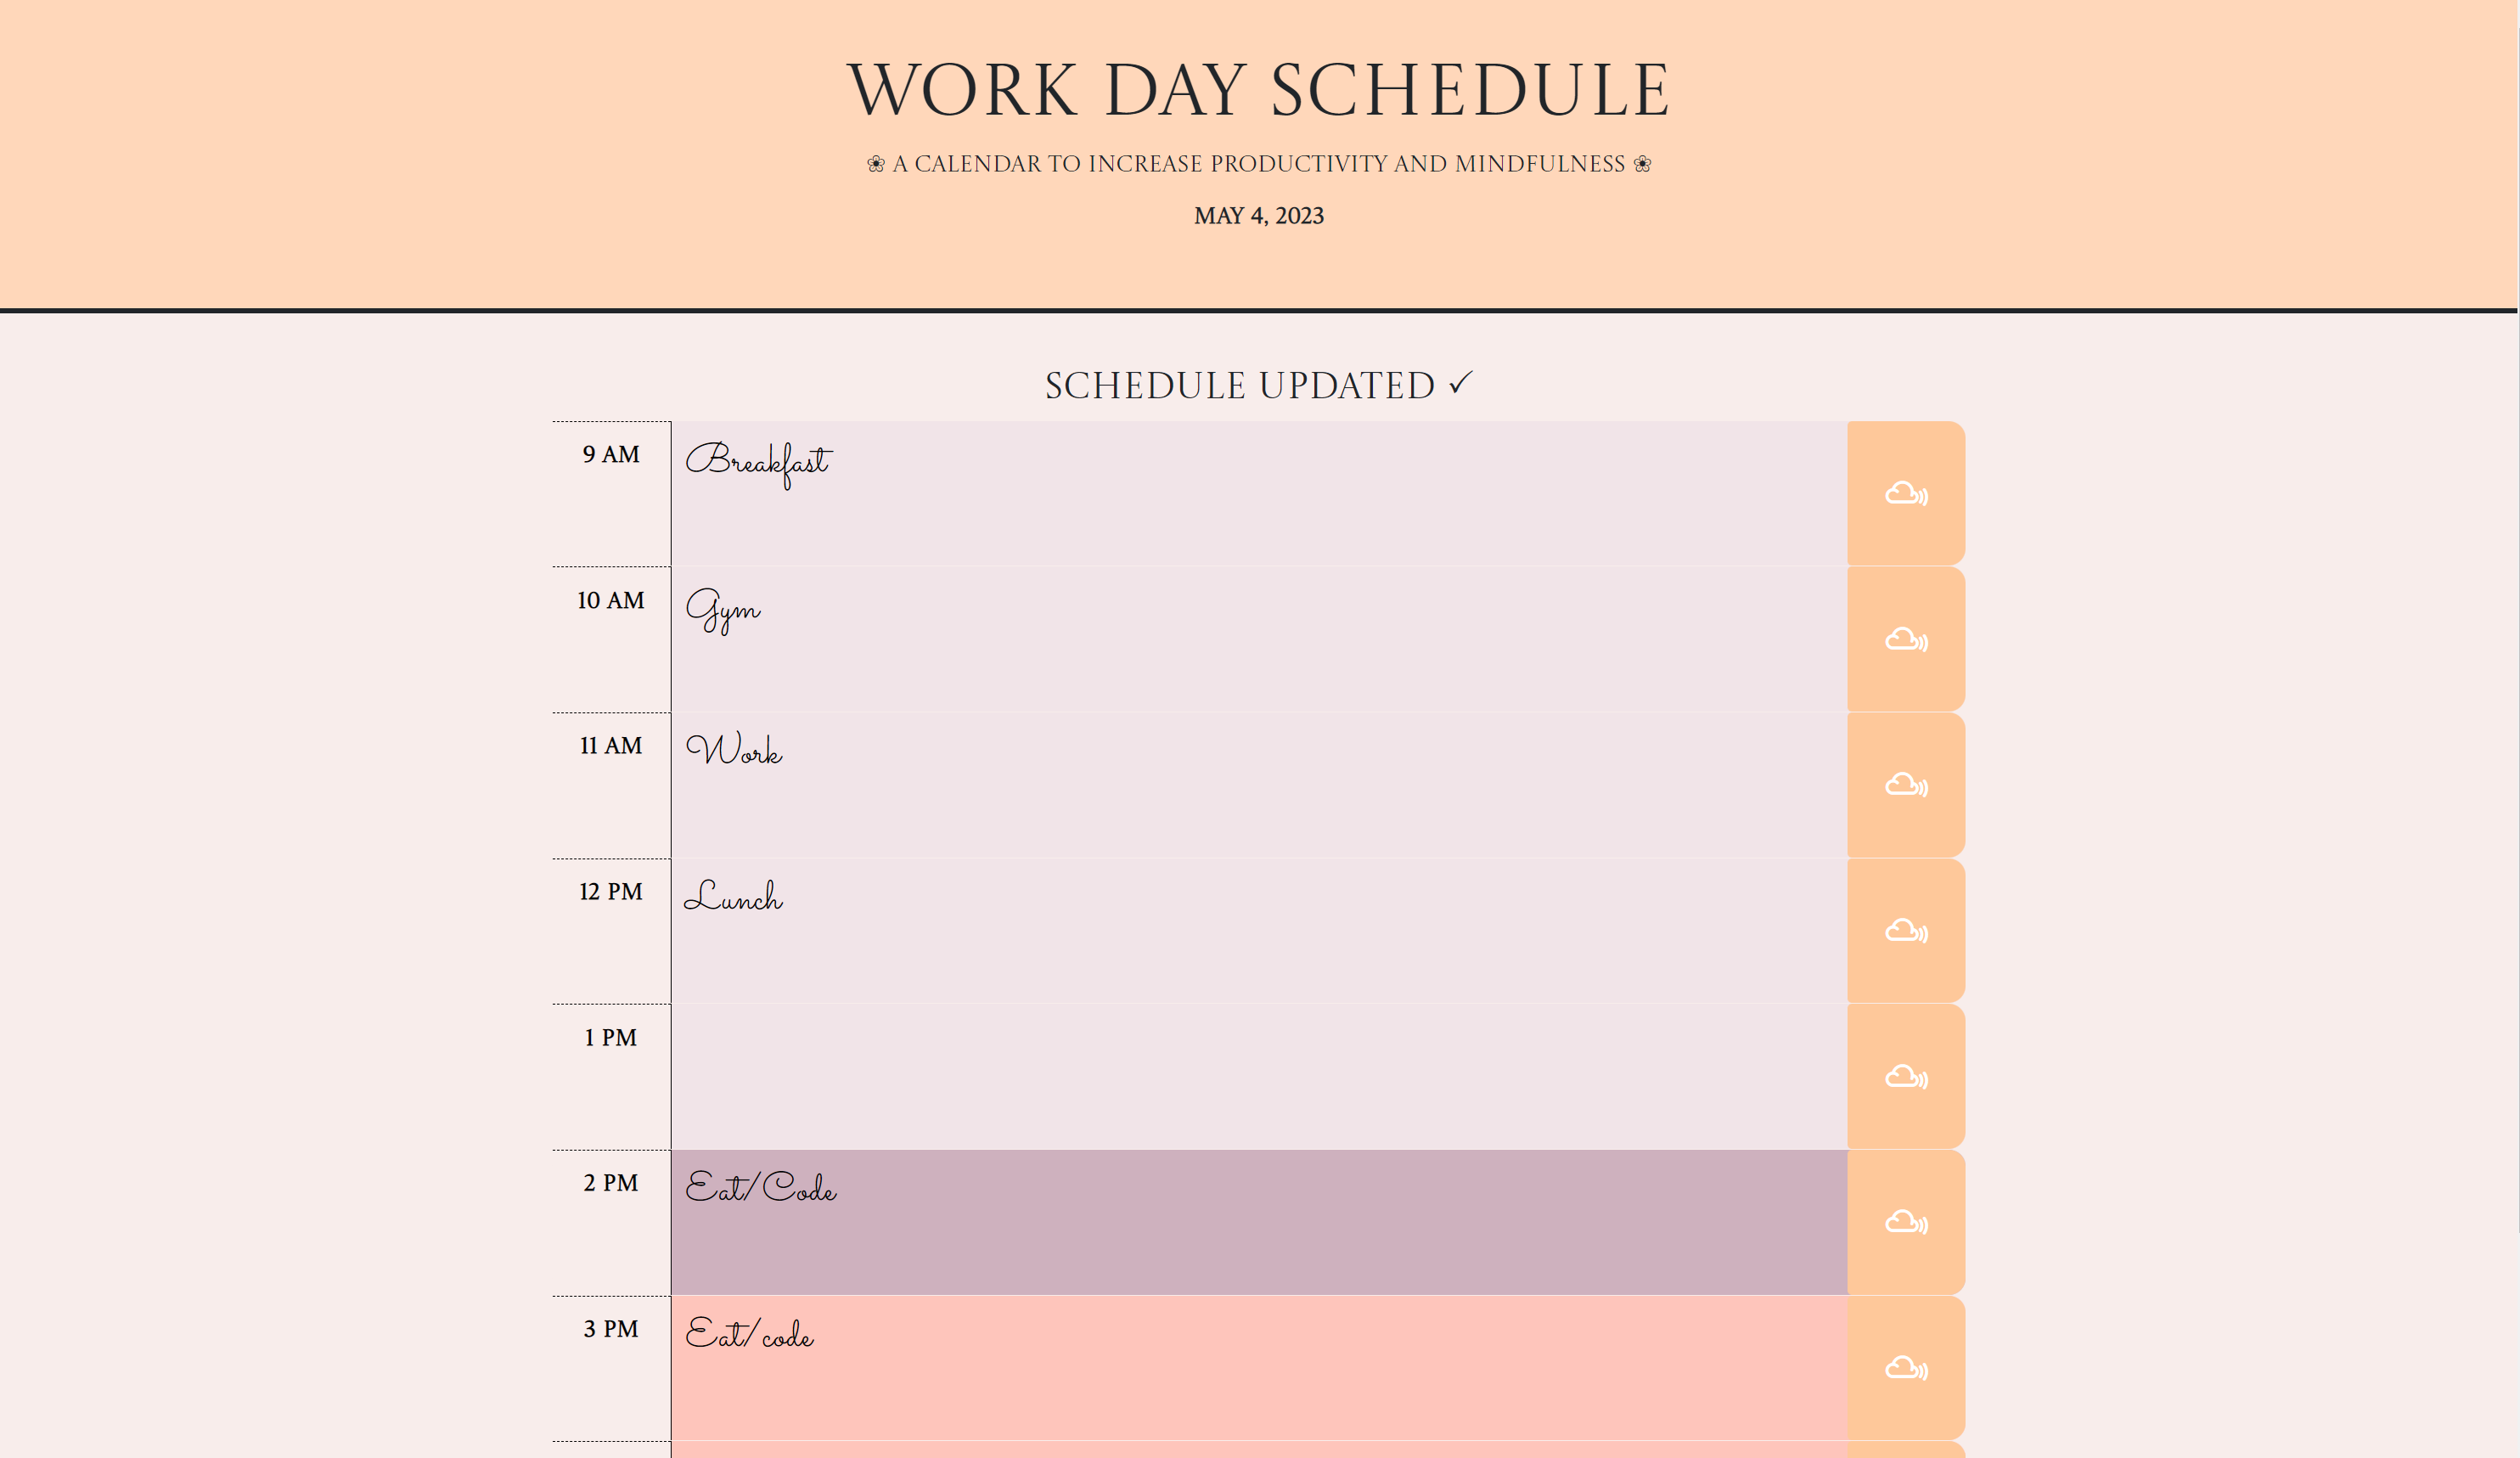 WORK DAY SCHEDULE
❀ A CALENDAR TO INCREASE PRODUCTIVITY AND MINDFULNESS ❀
MAY 4, 2023
SCHEDULE UPDATED ✓
9 AM Breakfast
10 AM Gym
11 AM Work
12 PM Lunch
1 PM
2 PM Eat/Code
3 PM Eat/code